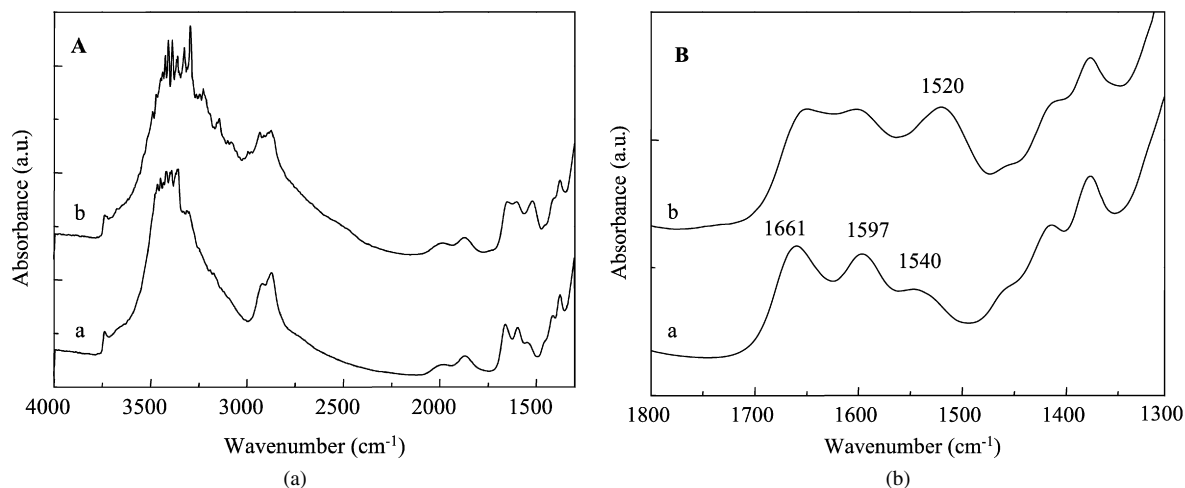 A
Absorbance (a.u.)
b
a
4000 3500 3000 2500 2000 1500
Wavenumber (cm-1)
(a)
B
Absorbance (a.u.)
1520
b
1661 1597 1540
a
1800 1700 1600 1500 1400 1300
Wavenumber (cm-1)
(b)